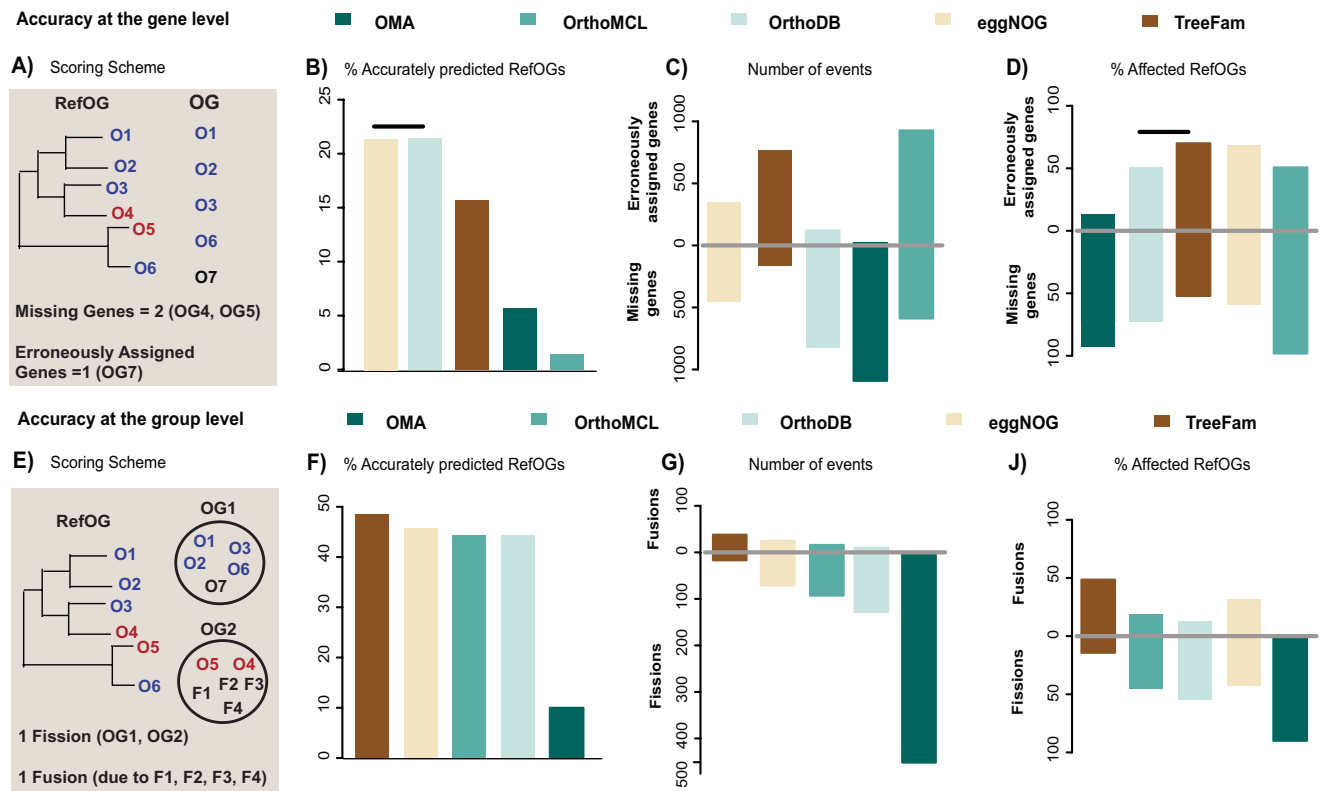 Accuracy at the gene level
OMA
OrthoMCL
OrthoDB
eggNOG
TreeFam
A) Scoring Scheme
RefOG
OG
O1
O2
O3
O4
O5
O6
O1
O2
O3
O6
O7
Missing Genes = 2 (OG4, OG5)
Erroneously Assigned
Genes =1 (OG7)
B) % Accurately predicted RefOGs
25
20
15
10
5
0
C) Number of events
Erroneously
assigned genes
Missing
genes
1000
500
0
500
1000
D) % Affected RefOGs
Erroneously
assigned genes
Missing
genes
100
50
0
50
100
Accuracy at the group level
OMA
OrthoMCL
OrthoDB
eggNOG
TreeFam
E) Scoring Scheme
RefOG
O1
O2
O3
O4
O5
O6
OG1
O1
O3
O2
O6
O7
OG2
O5
O4
F1
F2
F3
F4
1 Fission (OG1, OG2)
1 Fusion (due to F1, F2, F3, F4)
F) % Accurately predicted RefOGs
50
40
30
20
10
0
G) Number of events
Fusions
Fissions
100
0
100
200
300
400
500
J) % Affected RefOGs
Fusions
Fissions
100
50
0
50
100